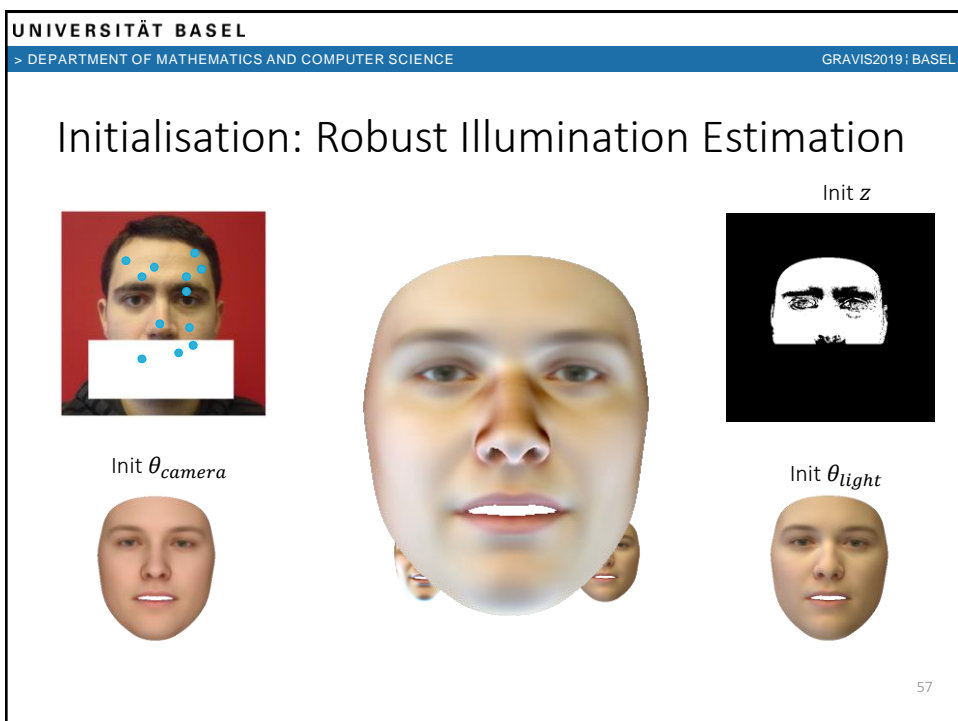 UNIVERSITÄT BASEL
> DEPARTMENT OF MATHEMATICS AND COMPUTER SCIENCE GRAVIS2019 ¦ BASEL
Initialisation: Robust Illumination Estimation
Init z
Init θcamera
Init θlight
57